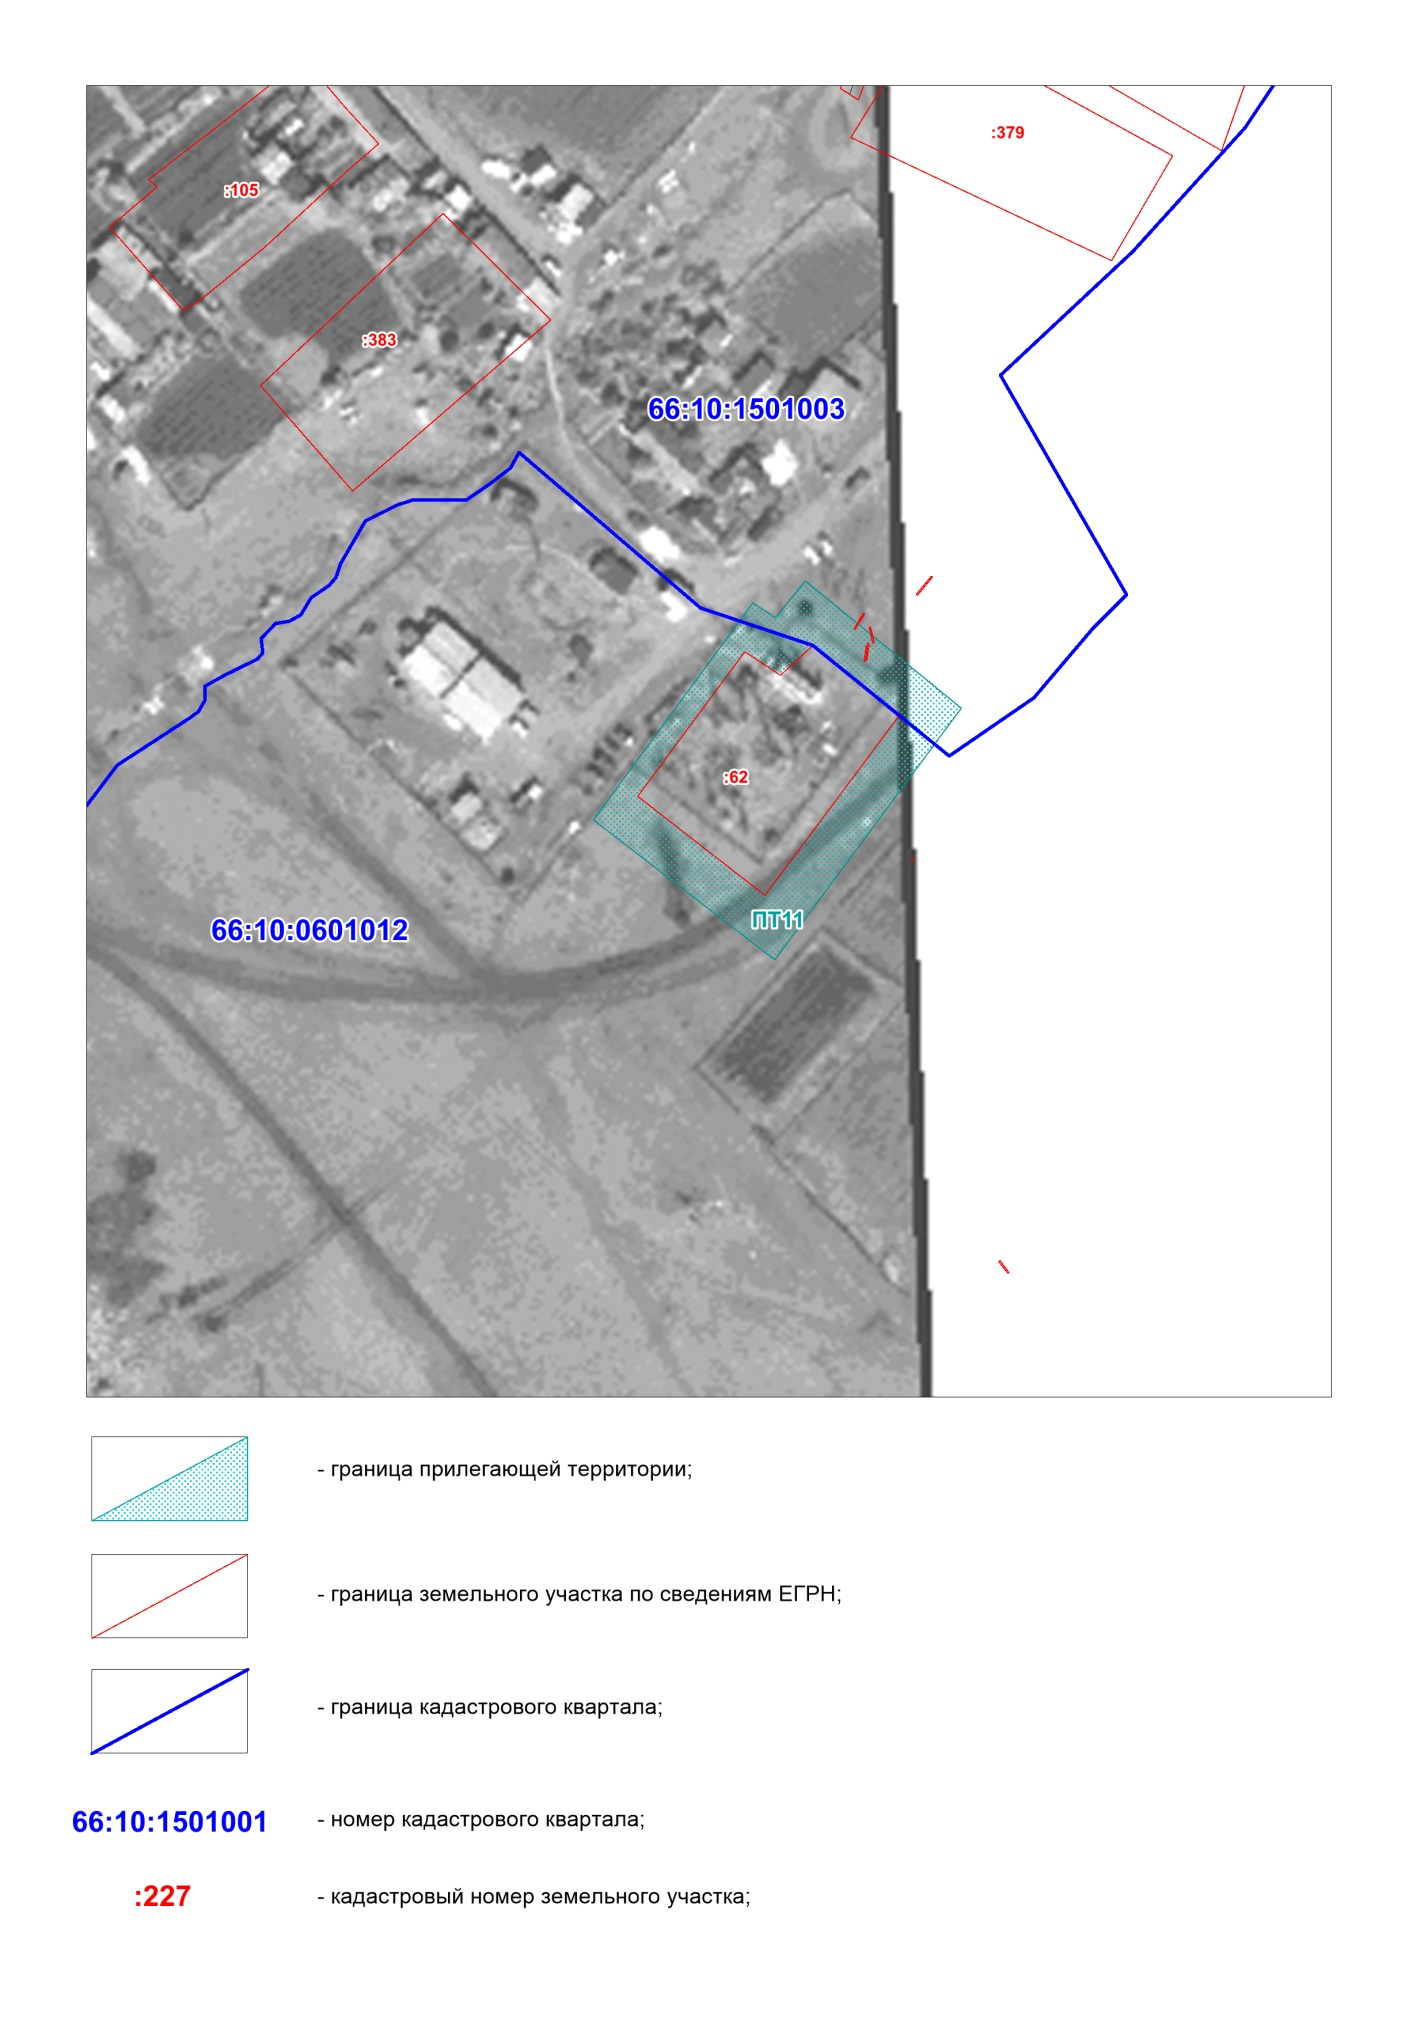 :379
:105
:383
66:10:1501003
:62
ПТ11
66:10:0601012
- граница прилегающей территории;
- граница земельного участка по сведениям ЕГРН;
- граница кадастрового квартала;
66:10:1501001 - номер кадастрового квартала;
:227 - кадастровый номер земельного участка;